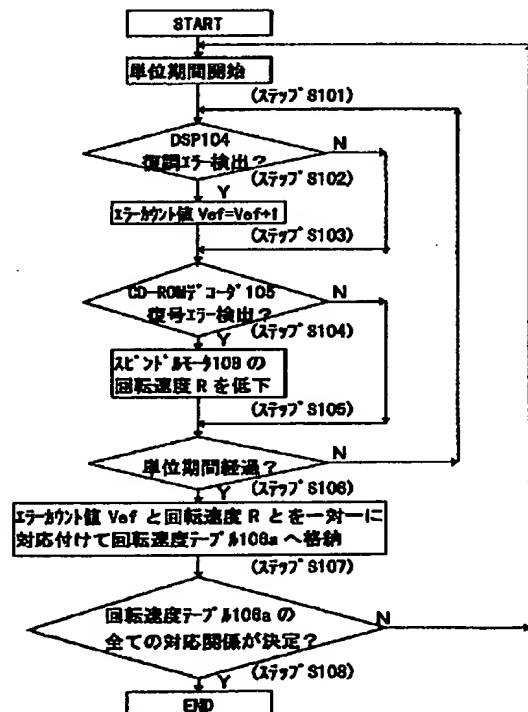 START
単位期間開始
(ステップ S101)
DSP104
復調エラー検出?
N
(ステップ S102)
Y
エラーカウント値 Vef=Vef+1
(ステップ S103)
CD-ROMデコーダ105
復号エラー検出?
N
(ステップ S104)
Y
スピンドルモータ109 の
回転速度 R を低下
(ステップ S105)
単位期間経過?
N
(ステップ S106)
Y
エラーカウント値 Vef と回転速度 R とを一対一に
対応付けて回転速度テーブル106a へ格納
(ステップ S107)
回転速度テーブル106a の
全ての対応関係が決定?
N
(ステップ S108)
Y
END